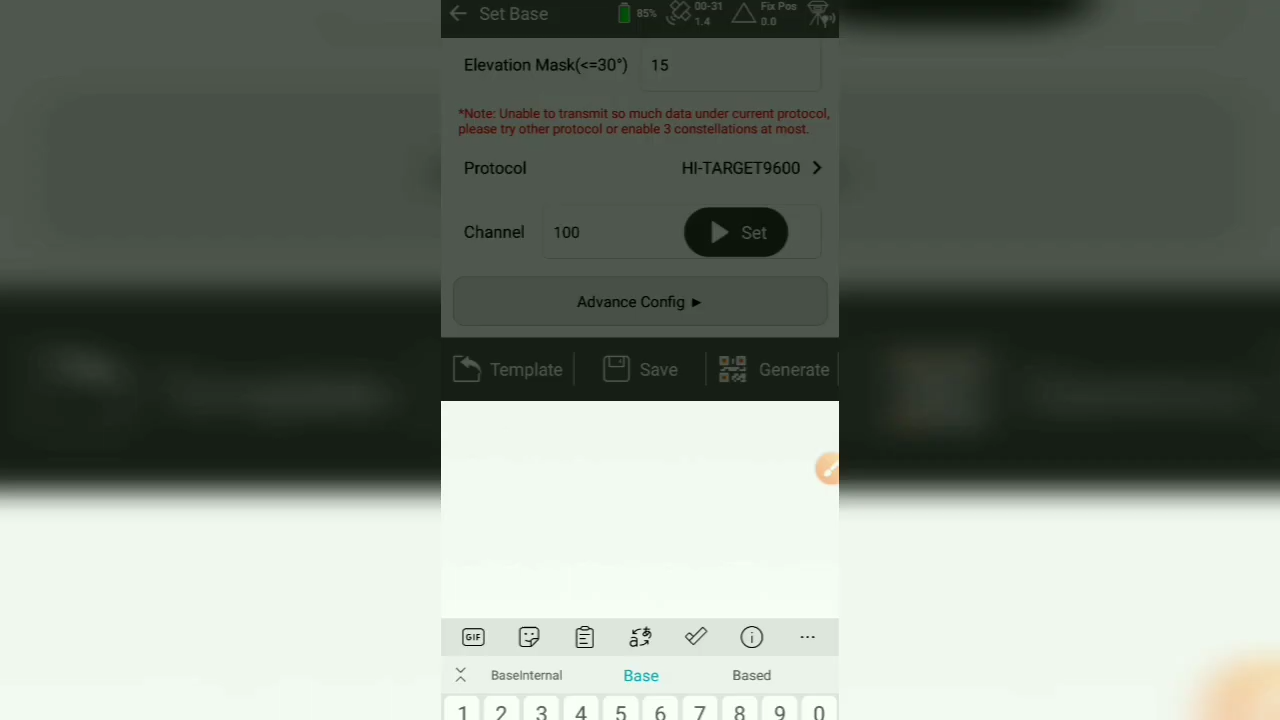 Set Base 85% 00-31 1.4 Fix Pos 0.0
Elevation Mask(<=30°) 15
*Note: Unable to transmit so much data under current protocol,
please try other protocol or enable 3 constellations at most.
Protocol HI-TARGET9600
Channel 100 Set
Advance Config ►
Template Save Generate
GIF
BaseInternal Base Based
1 2 3 4 5 6 7 8 9 0